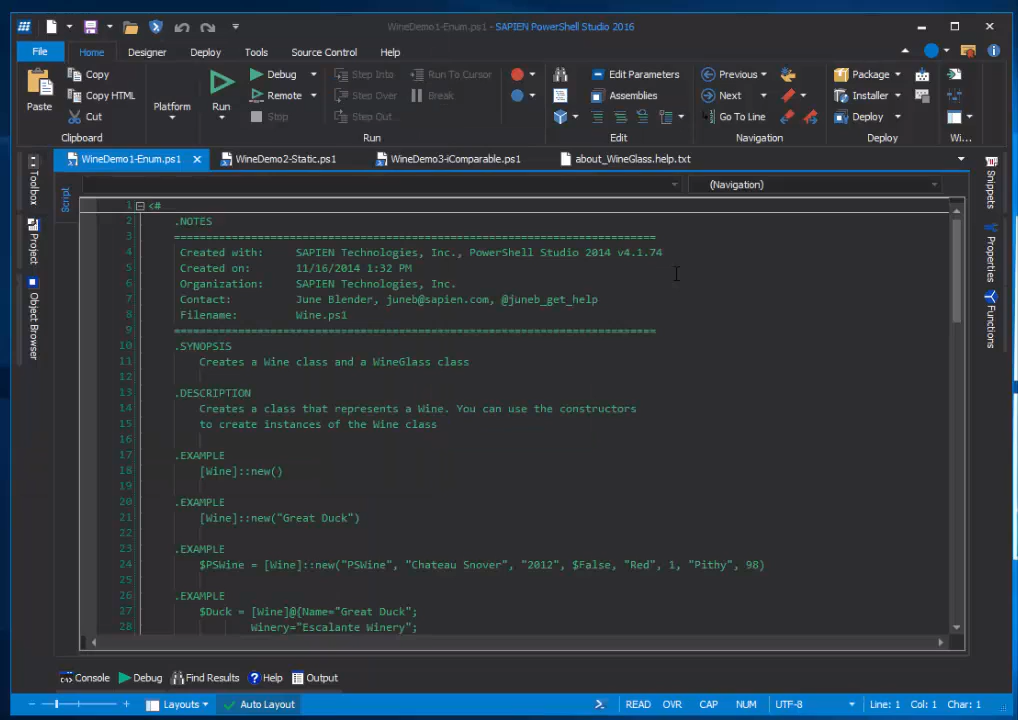 WineDemo1-Enum.ps1 - SAPIEN PowerShell Studio 2016
File Home Designer Deploy Tools Source Control Help
Paste Copy Copy HTML Cut Clipboard
Platform Run Debug Remote Stop Step Into Step Over Step Out Run To Cursor Break Run
Edit Parameters Assemblies Edit
Previous Next Go To Line Navigation
Package Installer Deploy Deploy
Wi...
WineDemo1-Enum.ps1 WineDemo2-Static.ps1 WineDemo3-iComparable.ps1 about_WineGlass.help.txt
Toolbox
Project
Object Browser
Script
(Navigation)
1 <#
2 .NOTES
3 ===========================================================================
4 Created with: SAPIEN Technologies, Inc., PowerShell Studio 2014 v4.1.74
5 Created on: 11/16/2014 1:32 PM
6 Organization: SAPIEN Technologies, Inc.
7 Contact: June Blender, juneb@sapien.com, @juneb_get_help
8 Filename: Wine.ps1
9 ===========================================================================
10 .SYNOPSIS
11 Creates a Wine class and a WineGlass class
12
13 .DESCRIPTION
14 Creates a class that represents a Wine. You can use the constructors
15 to create instances of the Wine class
16
17 .EXAMPLE
18 [Wine]::new()
19
20 .EXAMPLE
21 [Wine]::new("Great Duck")
22
23 .EXAMPLE
24 $PSWine = [Wine]::new("PSWine", "Chateau Snover", "2012", $False, "Red", 1, "Pithy", 98)
25
26 .EXAMPLE
27 $Duck = [Wine]@{Name="Great Duck";
28 Winery="Escalante Winery";
Snippets
Properties
Functions
Console Debug Find Results Help Output
Layouts Auto Layout READ OVR CAP NUM UTF-8 Line: 1 Col: 1 Char: 1